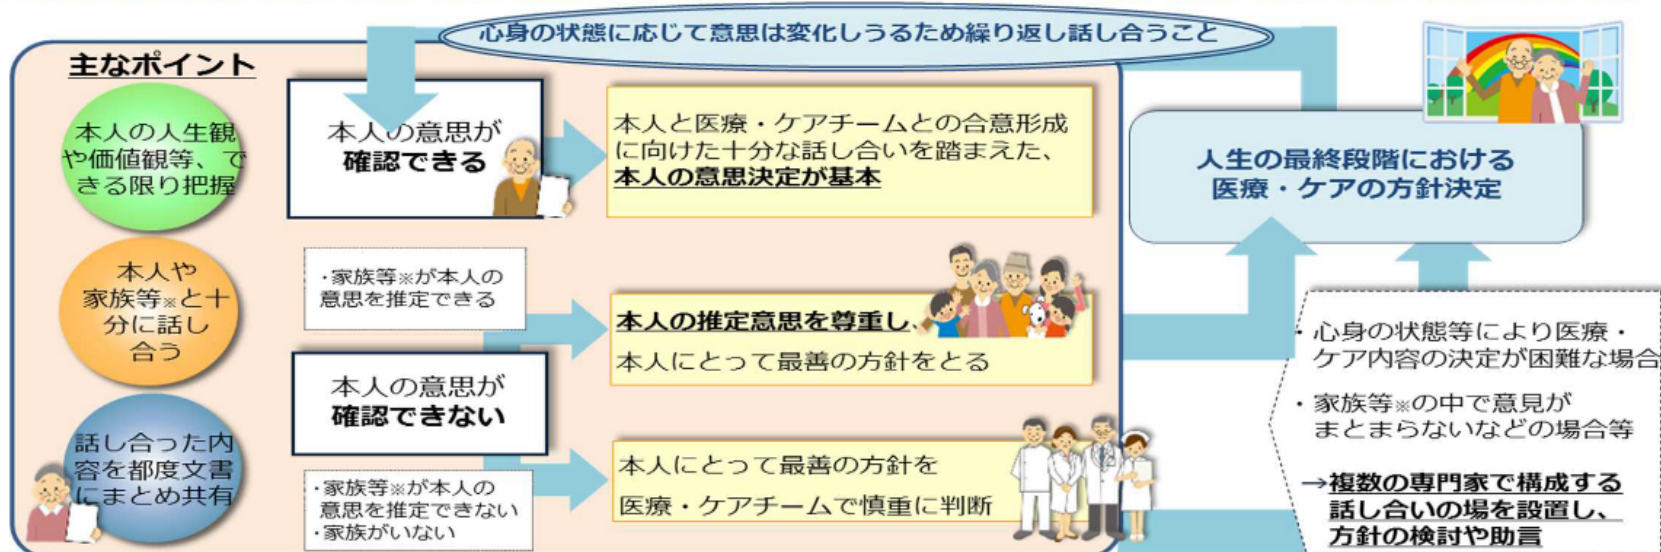 心身の状態に応じて意思は変化しうるため繰り返し話し合うこと
主なポイント
本人の人生観
や価値観等、で
きる限り把握
本人や
家族等※と十
分に話し
合う
話し合った内
容を都度文書
にまとめ共有
本人の意思が
確認できる
本人と医療・ケアチームとの合意形成
に向けた十分な話し合いを踏まえた、
本人の意思決定が基本
・家族等※が本人の
意思を推定できる
本人の推定意思を尊重し、
本人にとって最善の方針をとる
本人の意思が
確認できない
・家族等※が本人の
意思を推定できない
・家族がいない
本人にとって最善の方針を
医療・ケアチームで慎重に判断
人生の最終段階における
医療・ケアの方針決定
・心身の状態等により医療・
ケア内容の決定が困難な場合
・家族等※の中で意見が
まとまらないなどの場合等
→複数の専門家で構成する
話し合いの場を設置し、
方針の検討や助言